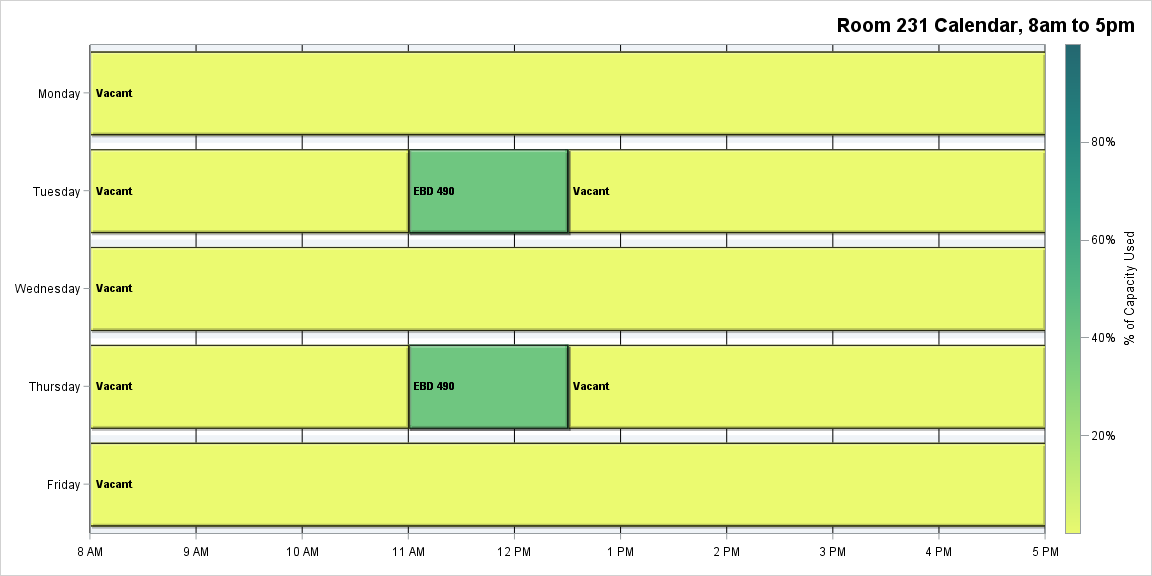 Room 231 Calendar, 8am to 5pm
Monday
Vacant
Tuesday
Vacant
EBD 490
Vacant
Wednesday
Vacant
Thursday
Vacant
EBD 490
Vacant
Friday
Vacant
8 AM
9 AM
10 AM
11 AM
12 PM
1 PM
2 PM
3 PM
4 PM
5 PM
80%
60%
40%
20%
% of Capacity Used